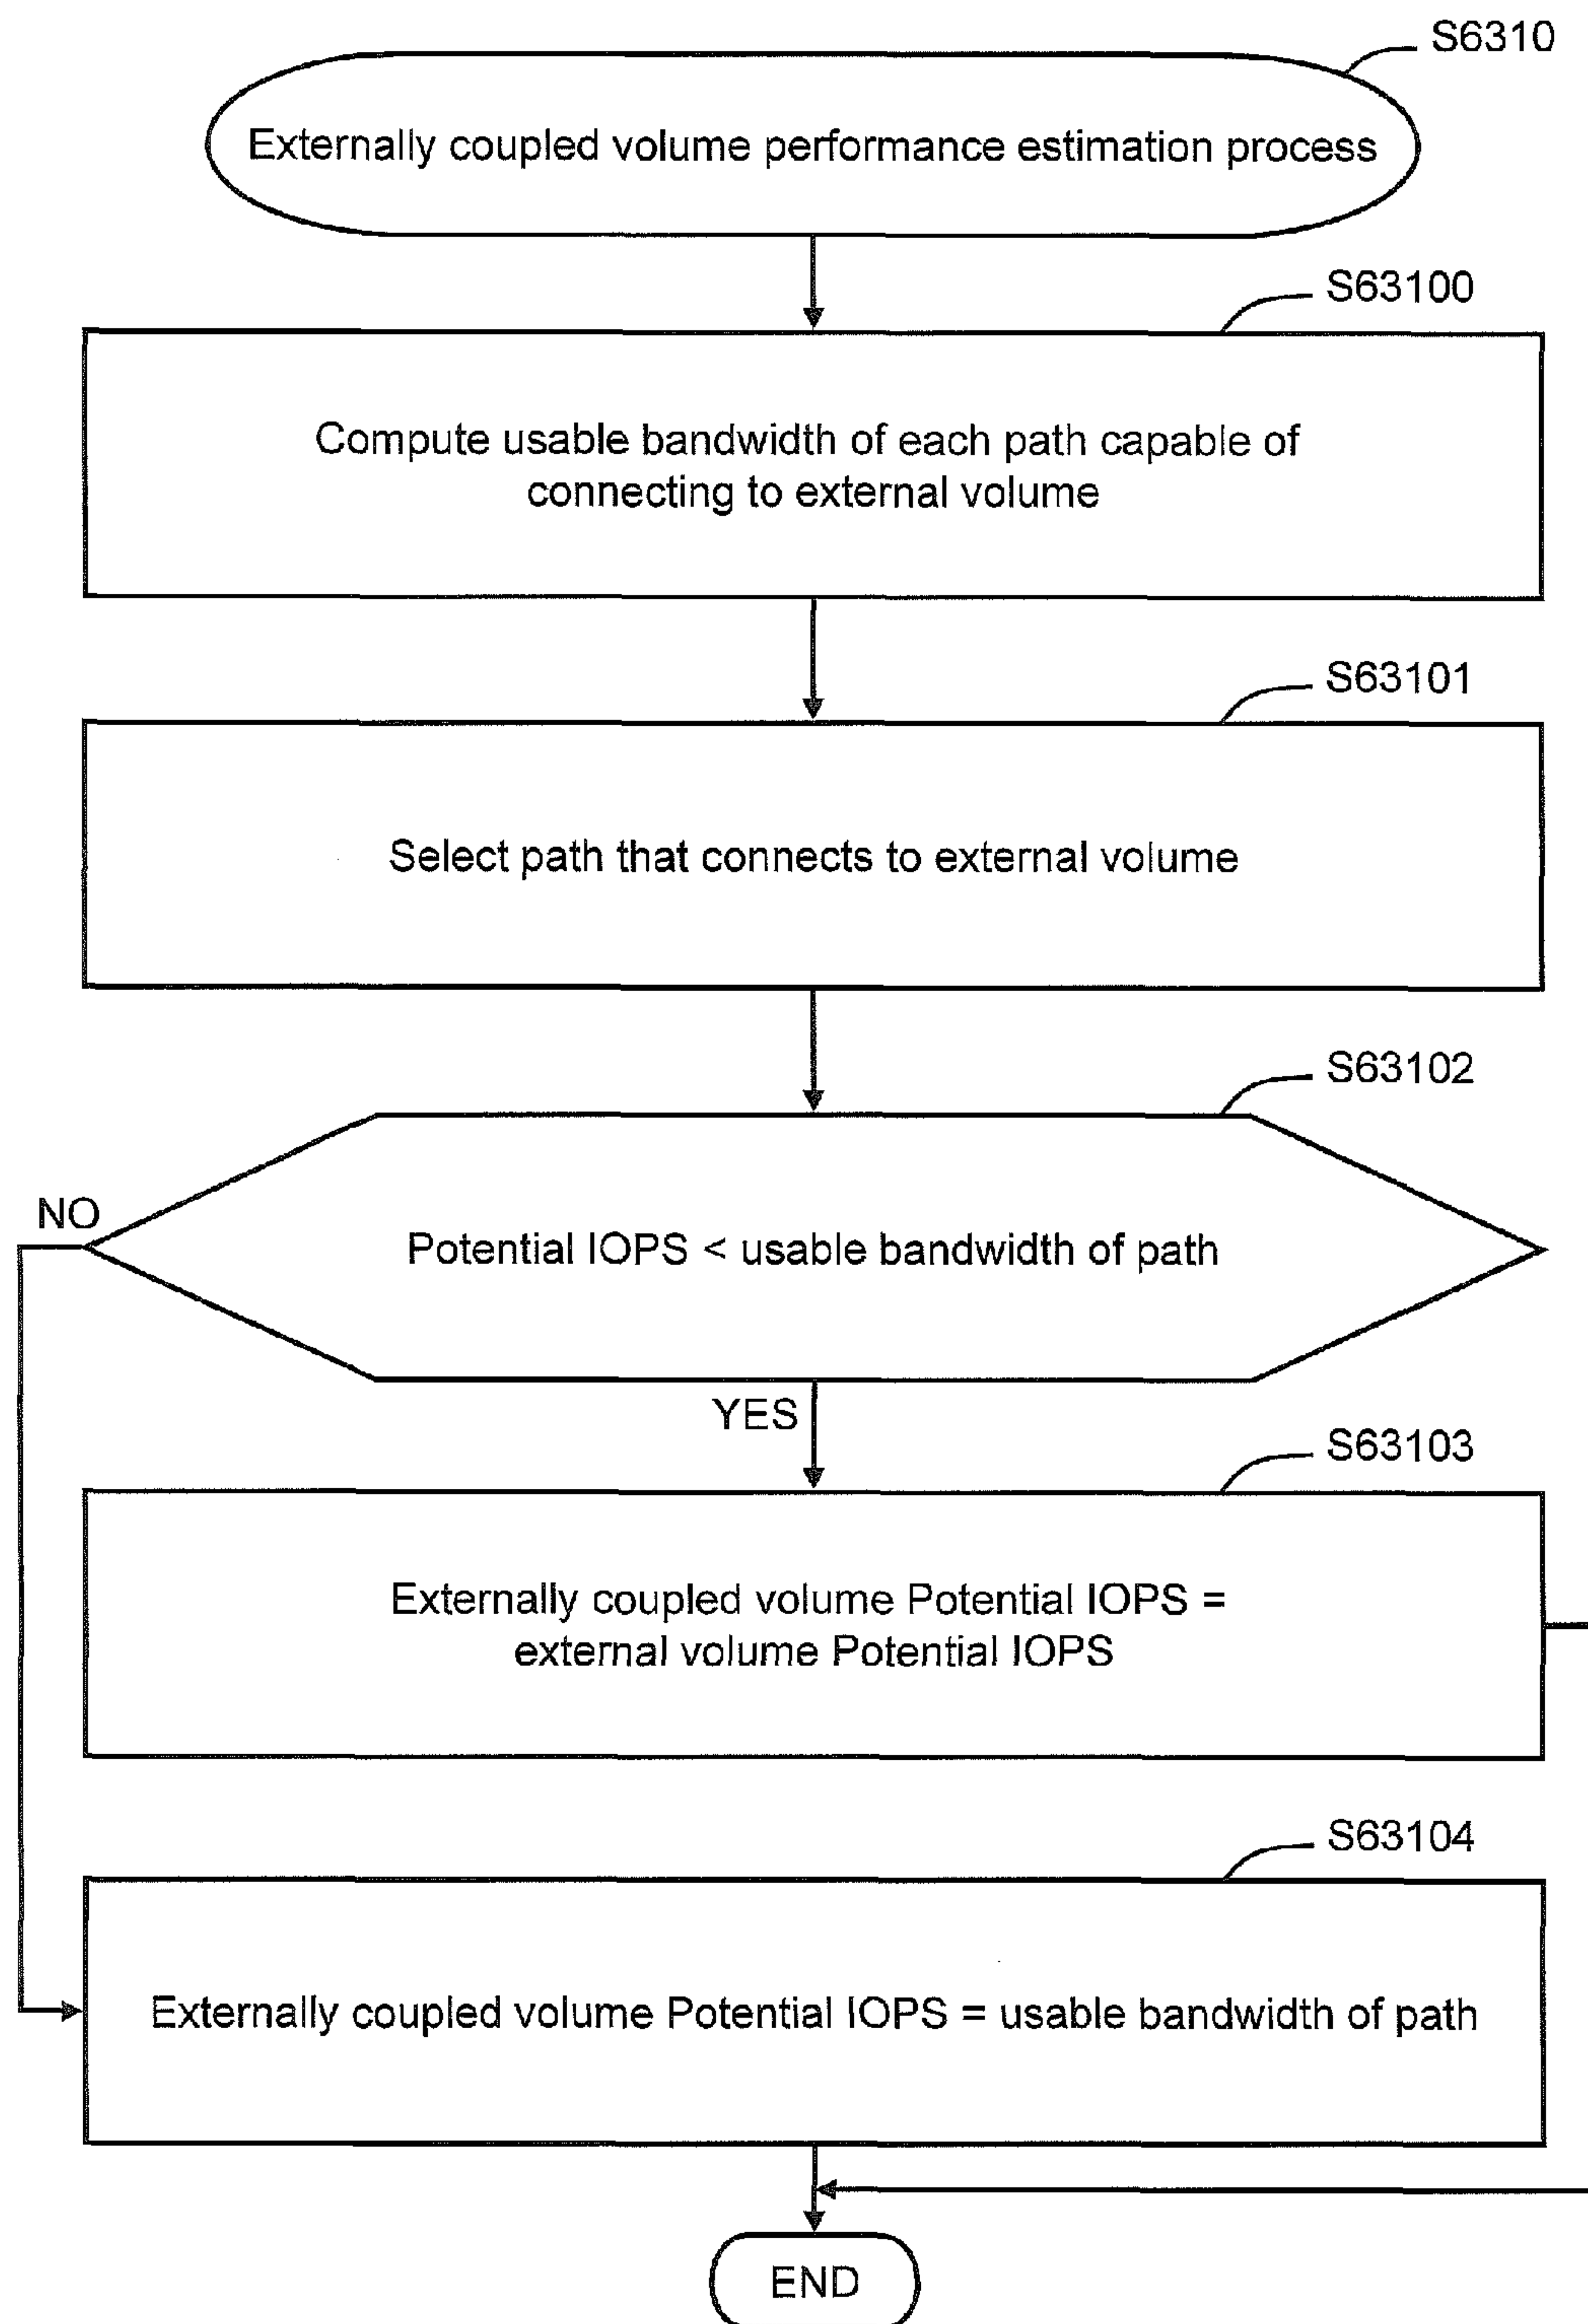 S6310
Externally coupled volume performance estimation process
S63100
Compute usable bandwidth of each path capable of
connecting to external volume
S63101
Select path that connects to external volume
S63102
NO
Potential IOPS < usable bandwidth of path
YES
S63103
Externally coupled volume Potential IOPS =
external volume Potential IOPS
S63104
Externally coupled volume Potential IOPS = usable bandwidth of path
END